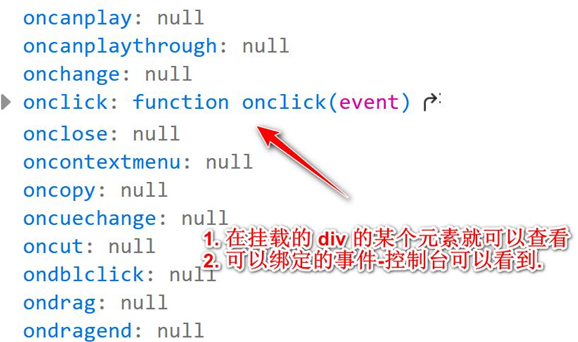 oncanplay: null
oncanplaythrough: null
onchange: null
onclick: function onclick(event)
onclose: null
oncontextmenu: null
oncopy: null
oncuechange: null
oncut: null
ondblclick: null
ondrag: null
ondragend: null
1. 在挂载的 div 的某个元素就可以查看
2. 可以绑定的事件-控制台可以看到.